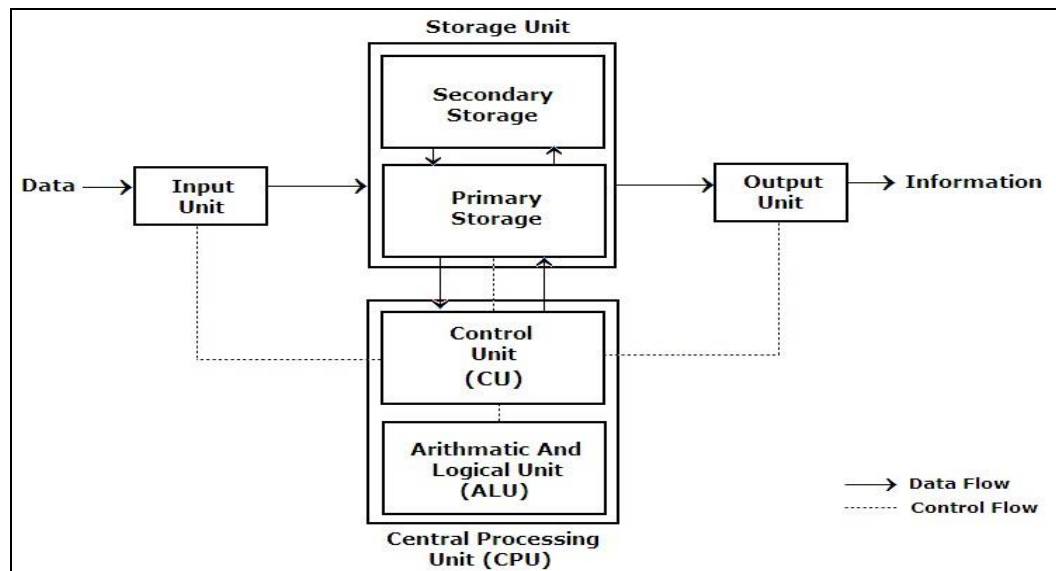 Storage Unit
Secondary
Storage
Data
Input
Unit
Primary
Storage
Output
Unit
Information
Control
Unit
(CU)
Arithmatic And
Logical Unit
(ALU)
Data Flow
Control Flow
Central Processing
Unit (CPU)